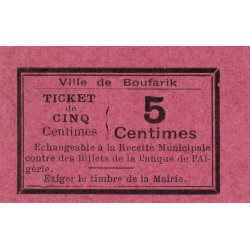 Ville de Boufarik
TICKET
de
CINQ
Centimes
5
Centimes
Echangeable à la Recette Municipale
contre des Billets de la Banque de l'Al-
gérie.
Exiger le timbre de la Mairie.